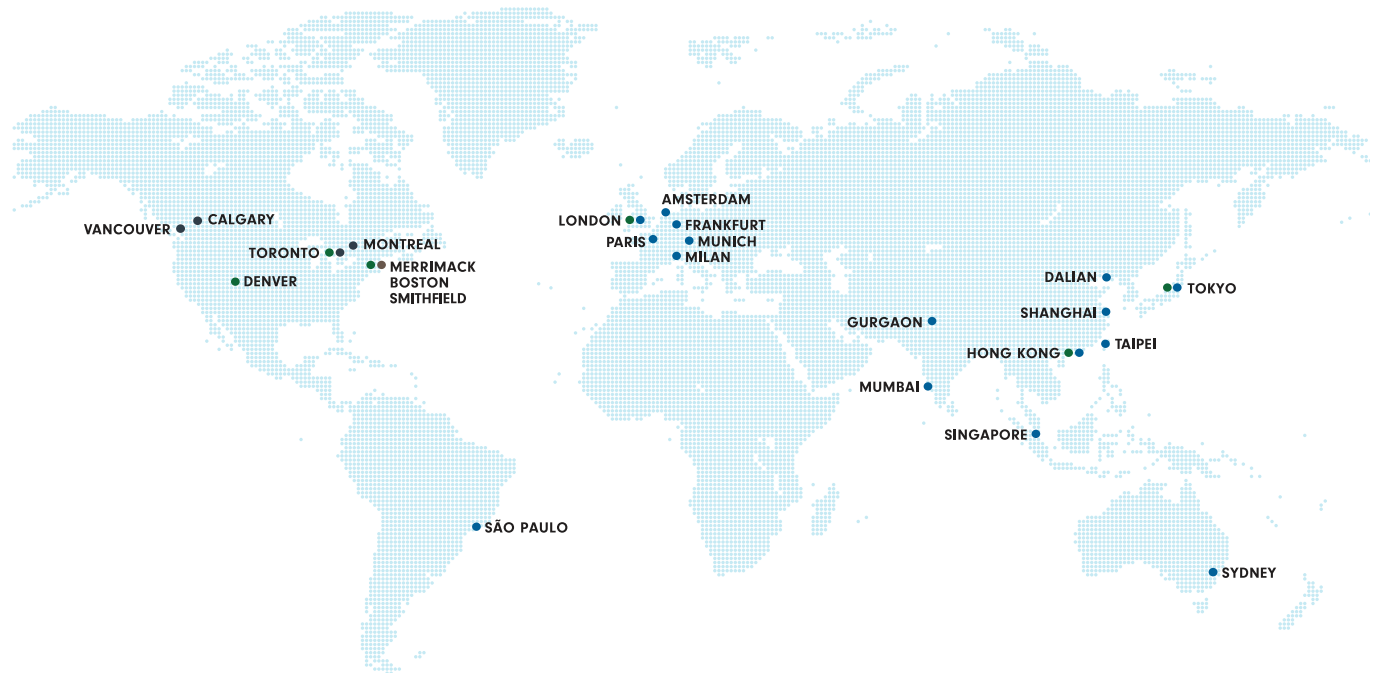 AMSTERDAM
CALGARY
LONDON
FRANKFURT
VANCOUVER
PARIS
MUNICH
MONTREAL
TORONTO
MILAN
MERRIMACK
BOSTON
SMITHFIELD
DENVER
DALIAN
TOKYO
SHANGHAI
GURGAON
TAIPEI
HONG KONG
MUMBAI
SINGAPORE
SÃO PAULO
SYDNEY